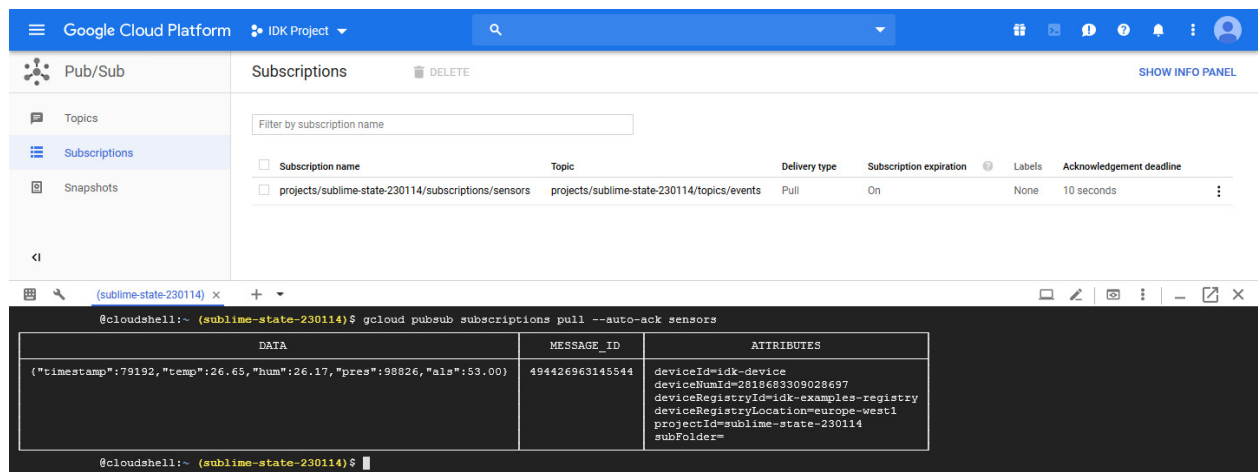 Google Cloud Platform IDK Project
Pub/Sub Subscriptions DELETE SHOW INFO PANEL
Topics
Filter by subscription name
Subscriptions
Subscription name Topic Delivery type Subscription expiration Labels Acknowledgement deadline
Snapshots
projects/sublime-state-230114/subscriptions/sensors projects/sublime-state-230114/topics/events Pull On None 10 seconds
(sublime-state-230114)
@cloudshell:~ (sublime-state-230114)$ gcloud pubsub subscriptions pull --auto-ack sensors
DATA MESSAGE_ID ATTRIBUTES
{"timestamp":79192,"temp":26.65,"hum":26.17,"pres":98826,"als":53.00} 494426963145544 deviceId=idk-device
deviceNumId=2818683309028697
deviceRegistryId=idk-examples-registry
deviceRegistryLocation=europe-west1
projectId=sublime-state-230114
subFolder=
@cloudshell:~ (sublime-state-230114)$